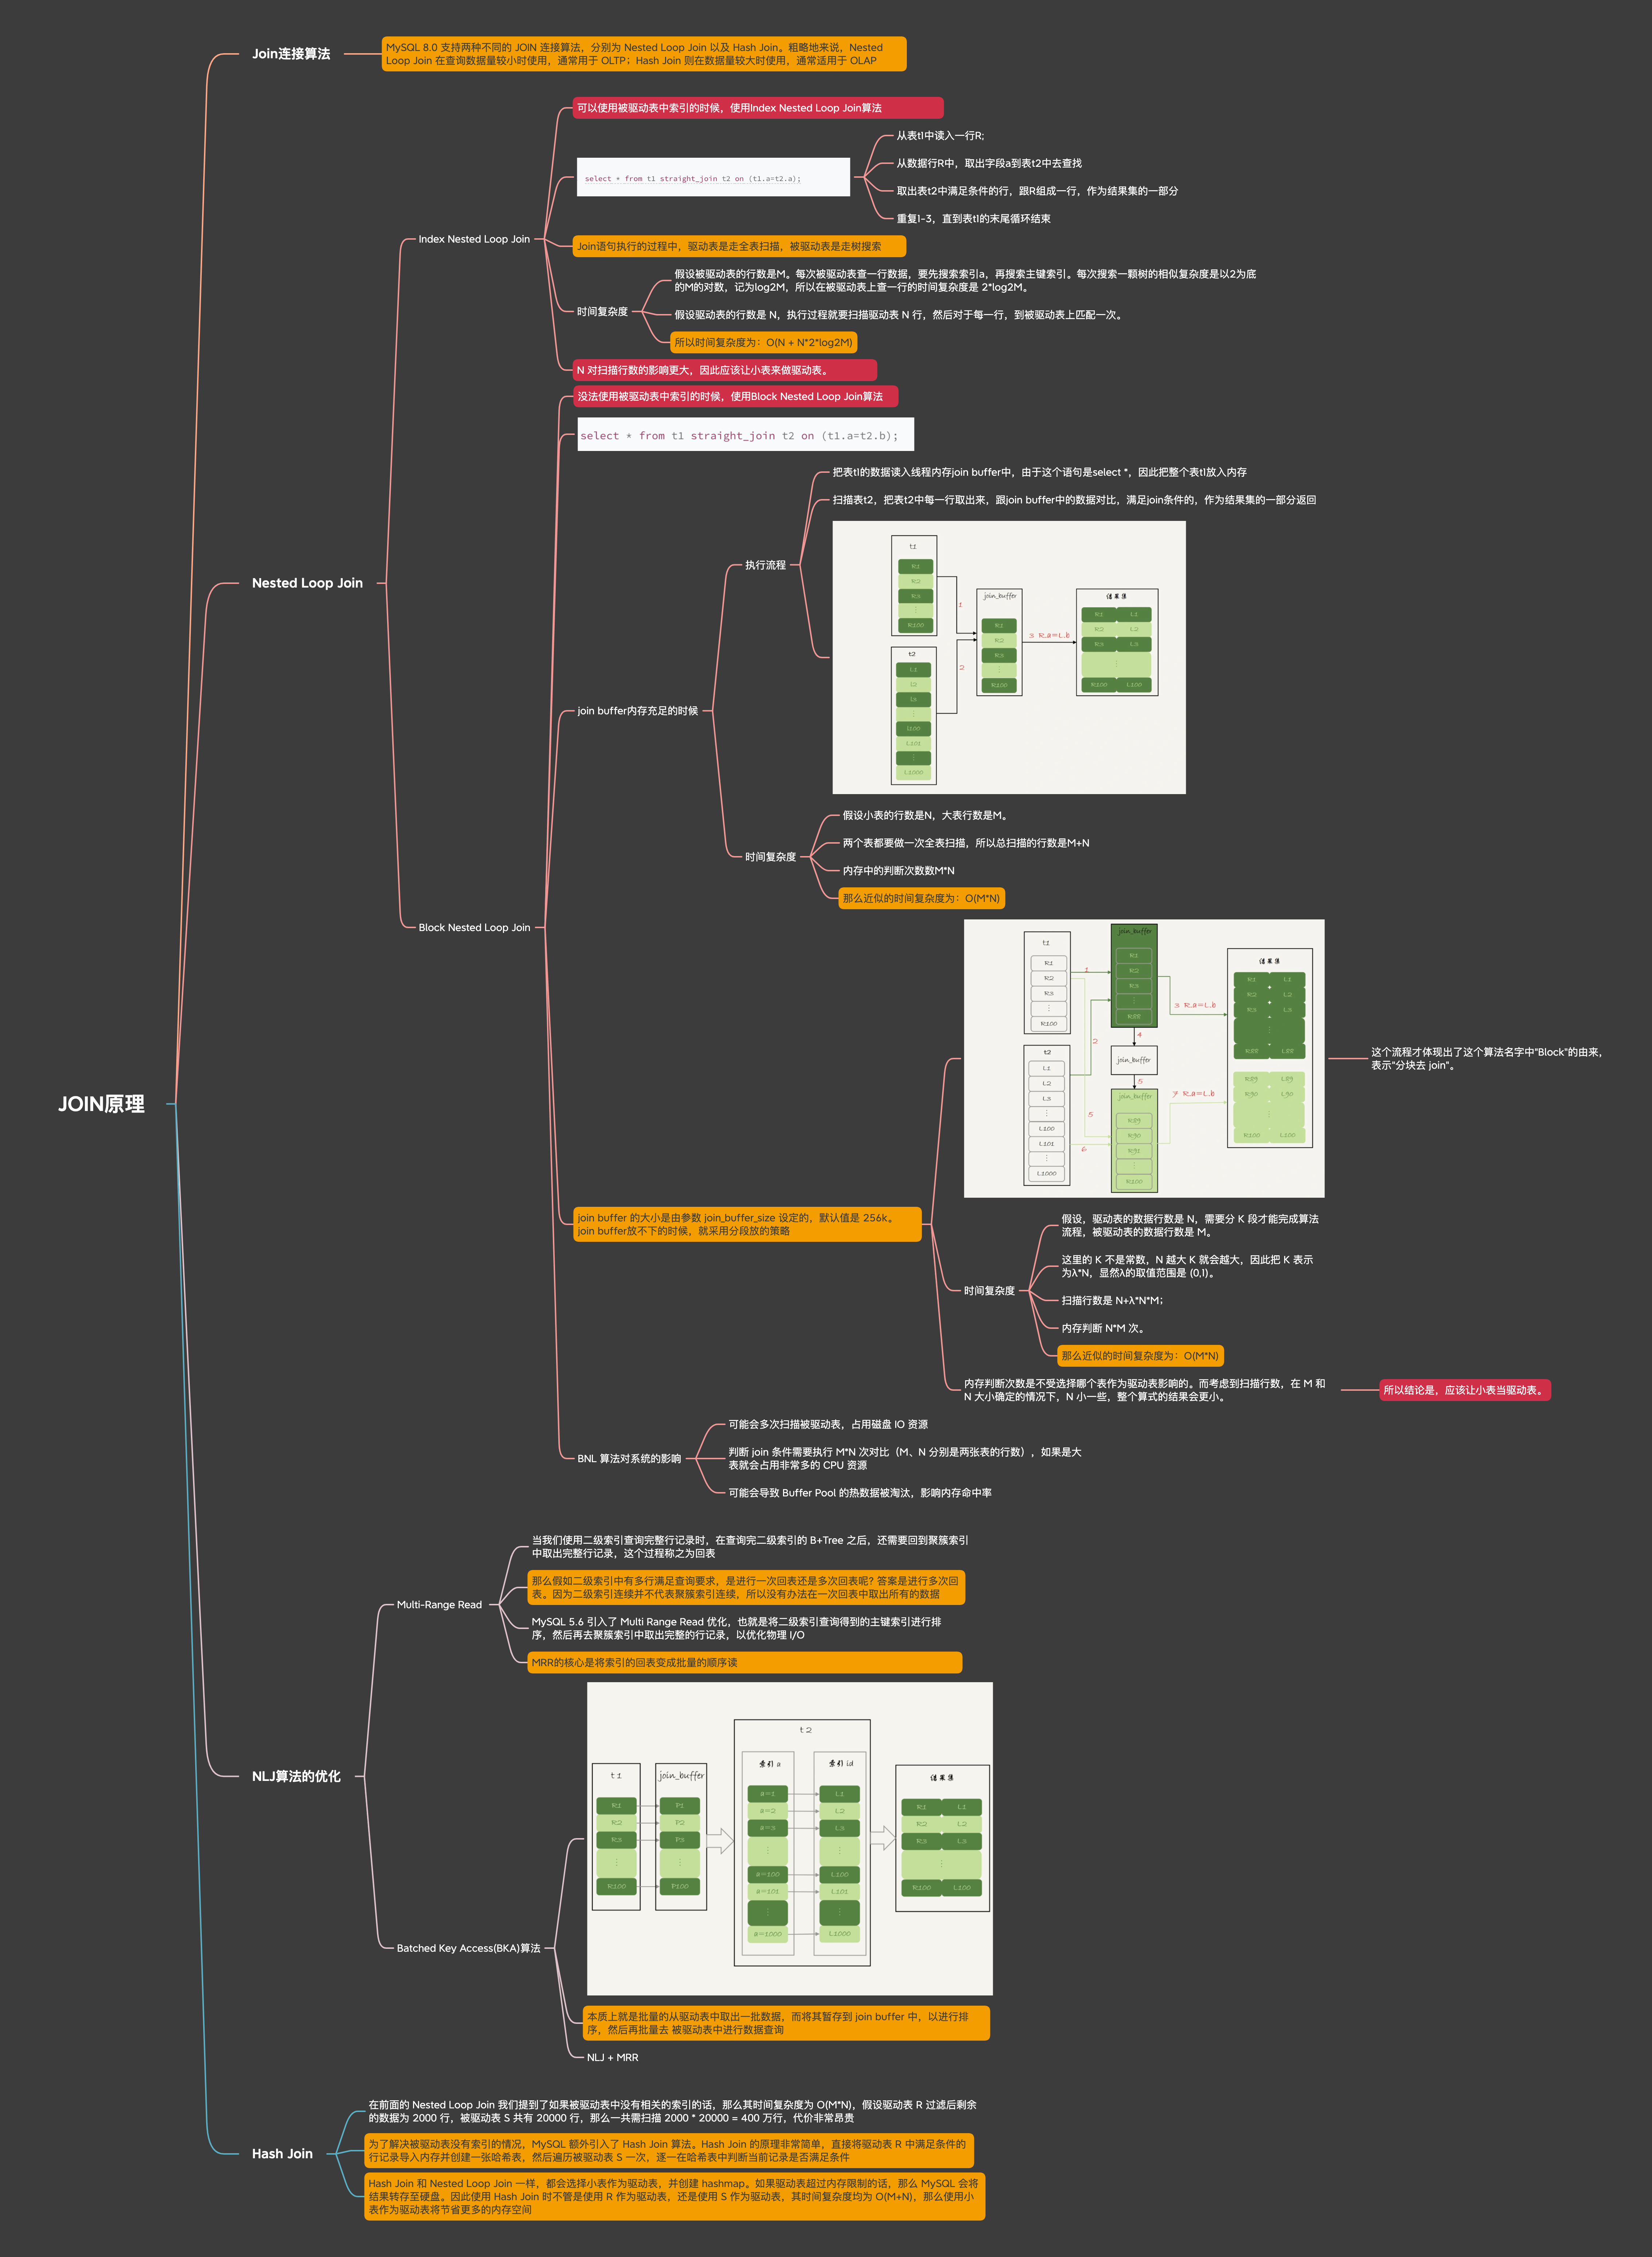 JOIN原理
Join连接算法
MySQL 8.0 支持两种不同的 JOIN 连接算法，分别为 Nested Loop Join 以及 Hash Join。粗略地来说，Nested
Loop Join 在查询数据量较小时使用，通常用于 OLTP；Hash Join 则在数据量较大时使用，通常适用于 OLAP
Nested Loop Join
Index Nested Loop Join
可以使用被驱动表中索引的时候，使用Index Nested Loop Join算法
select * from t1 straight_join t2 on (t1.a=t2.a);
从表t1中读入一行R;
从数据行R中，取出字段a到表t2中去查找
取出表t2中满足条件的行，跟R组成一行，作为结果集的一部分
重复1-3，直到表t1的末尾循环结束
Join语句执行的过程中，驱动表是走全表扫描，被驱动表是走树搜索
时间复杂度
假设被驱动表的行数是M。每次被驱动表查一行数据，要先搜索索引a，再搜索主键索引。每次搜索一颗树的相似复杂度是以2为底
的M的对数，记为log2M，所以在被驱动表上查一行的时间复杂度是 2*log2M。
假设驱动表的行数是 N，执行过程就要扫描驱动表 N 行，然后对于每一行，到被驱动表上匹配一次。
所以时间复杂度为：O(N + N*2*log2M)
N 对扫描行数的影响更大，因此应该让小表来做驱动表。
Block Nested Loop Join
没法使用被驱动表中索引的时候，使用Block Nested Loop Join算法
select * from t1 straight_join t2 on (t1.a=t2.b);
join buffer内存充足的时候
执行流程
把表t1的数据读入线程内存join buffer中，由于这个语句是select *，因此把整个表t1放入内存
扫描表t2，把表t2中每一行取出来，跟join buffer中的数据对比，满足join条件的，作为结果集的一部分返回
t1
R1
R2
R3
R100
t2
L1
L2
L3
L100
L101
L1000
1
2
join_buffer
R1
R2
R3
R100
3 R.a=L.b
结果集
R1 L1
R2 L2
R3 L3
R100 L100
时间复杂度
假设小表的行数是N，大表行数是M。
两个表都要做一次全表扫描，所以总扫描的行数是M+N
内存中的判断次数数M*N
那么近似的时间复杂度为：O(M*N)
join buffer 的大小是由参数 join_buffer_size 设定的，默认值是 256k。
join buffer放不下的时候，就采用分段放的策略
t1
R1
R2
R3
R100
t2
L1
L2
L3
L100
L101
L1000
1
2
5
6
join_buffer
R1
R2
R3
R88
4
join_buffer
5
join_buffer
R89
R90
R91
R100
3 R.a=L.b
7 R.a=L.b
结果集
R1 L1
R2 L2
R3 L3
R88 L88
R89 L89
R90 L90
R100 L100
这个流程才体现出了这个算法名字中“Block”的由来，
表示“分块去 join”。
时间复杂度
假设，驱动表的数据行数是 N，需要分 K 段才能完成算法
流程，被驱动表的数据行数是 M。
这里的 K 不是常数，N 越大 K 就会越大，因此把 K 表示
为λ*N，显然λ的取值范围是 (0,1)。
扫描行数是 N+λ*N*M；
内存判断 N*M 次。
那么近似的时间复杂度为：O(M*N)
内存判断次数是不受选择哪个表作为驱动表影响的。而考虑到扫描行数，在 M 和
N 大小确定的情况下，N 小一些，整个算式的结果会更小。
所以结论是，应该让小表当驱动表。
BNL 算法对系统的影响
可能会多次扫描被驱动表，占用磁盘 IO 资源
判断 join 条件需要执行 M*N 次对比（M、N 分别是两张表的行数），如果是大
表就会占用非常多的 CPU 资源
可能会导致 Buffer Pool 的热数据被淘汰，影响内存命中率
NLJ算法的优化
Multi-Range Read
当我们使用二级索引查询完整行记录时，在查询完二级索引的 B+Tree 之后，还需要回到聚簇索引
中取出完整行记录，这个过程称之为回表
那么假如二级索引中有多行满足查询要求，是进行一次回表还是多次回表呢? 答案是进行多次回
表。因为二级索引连续并不代表聚簇索引连续，所以没有办法在一次回表中取出所有的数据
MySQL 5.6 引入了 Multi Range Read 优化，也就是将二级索引查询得到的主键索引进行排
序，然后再去聚簇索引中取出完整的行记录，以优化物理 I/O
MRR的核心是将索引的回表变成批量的顺序读
Batched Key Access(BKA)算法
t1
R1
R2
R3
R100
join_buffer
P1
P2
P3
P100
t2
索引 a
a=1
a=2
a=3
a=100
a=101
a=1000
索引 id
L1
L2
L3
L100
L101
L1000
结果集
R1 L1
R2 L2
R3 L3
R100 L100
本质上就是批量的从驱动表中取出一批数据，而将其暂存到 join buffer 中，以进行排
序，然后再批量去 被驱动表中进行数据查询
NLJ + MRR
Hash Join
在前面的 Nested Loop Join 我们提到了如果被驱动表中没有相关的索引的话，那么其时间复杂度为 O(M*N)，假设驱动表 R 过滤后剩余
的数据为 2000 行，被驱动表 S 共有 20000 行，那么一共需扫描 2000 * 20000 = 400 万行，代价非常昂贵
为了解决被驱动表没有索引的情况，MySQL 额外引入了 Hash Join 算法。Hash Join 的原理非常简单，直接将驱动表 R 中满足条件的
行记录导入内存并创建一张哈希表，然后遍历被驱动表 S 一次，逐一在哈希表中判断当前记录是否满足条件
Hash Join 和 Nested Loop Join 一样，都会选择小表作为驱动表，并创建 hashmap。如果驱动表超过内存限制的话，那么 MySQL 会将
结果转存至硬盘。因此使用 Hash Join 时不管是使用 R 作为驱动表，还是使用 S 作为驱动表，其时间复杂度均为 O(M+N)，那么使用小
表作为驱动表将节省更多的内存空间